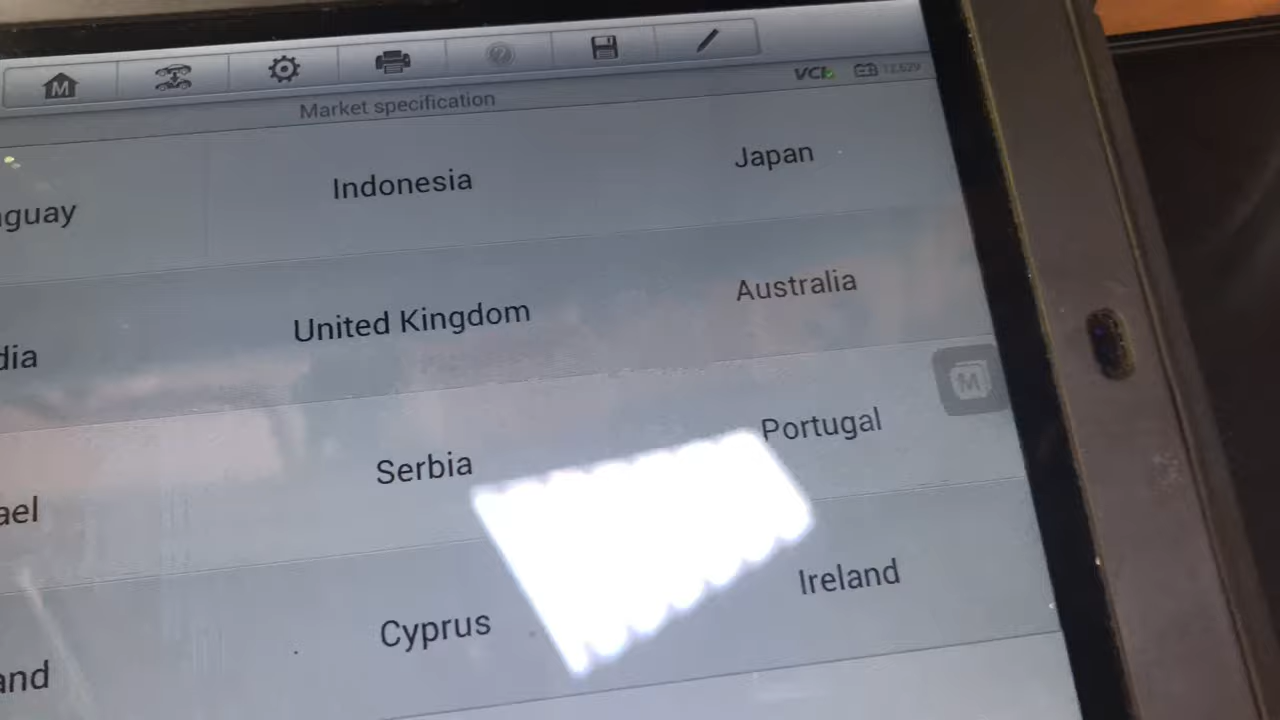 M
VCI
Market specification
Indonesia
Japan
United Kingdom
Australia
Serbia
Portugal
M
Cyprus
Ireland